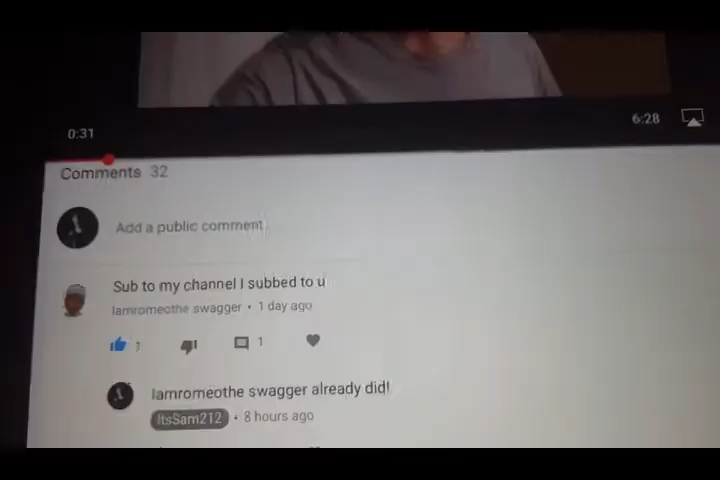 0:31
6:28
Comments 32
Add a public comment
Sub to my channel I subbed to u
Iamromeothe swagger • 1 day ago
1
1
Iamromeothe swagger already did!
ItsSam212 • 8 hours ago